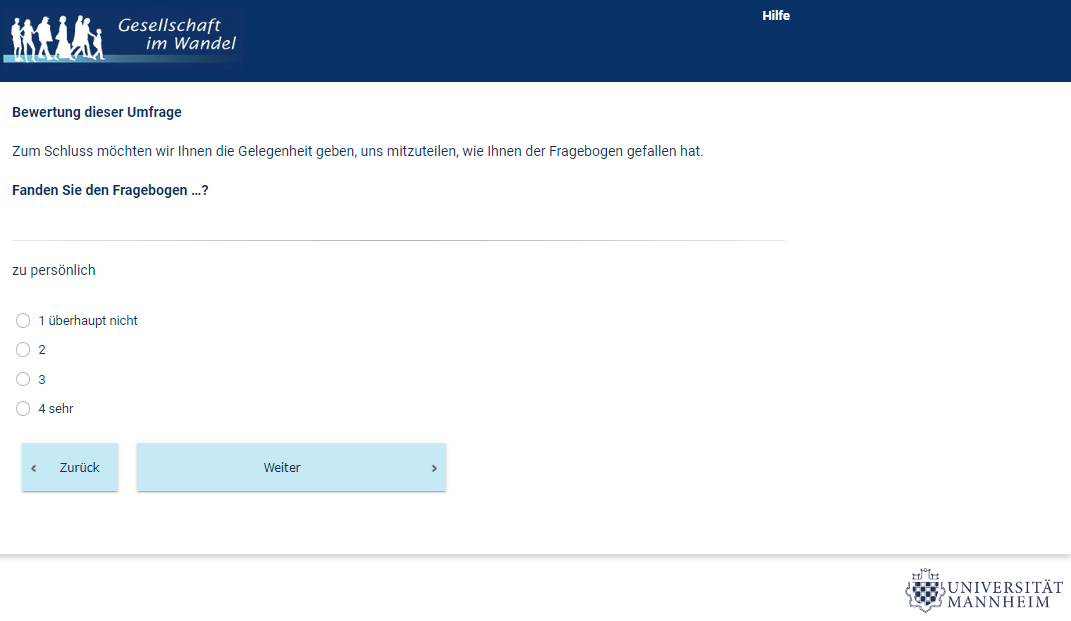 Gesellschaft
im Wandel
Hilfe
Bewertung dieser Umfrage
Zum Schluss möchten wir Ihnen die Gelegenheit geben, uns mitzuteilen, wie Ihnen der Fragebogen gefallen hat.
Fanden Sie den Fragebogen ...?
zu persönlich
1 überhaupt nicht
2
3
4 sehr
‹ Zurück
Weiter ›
UNIVERSITÄT
MANNHEIM